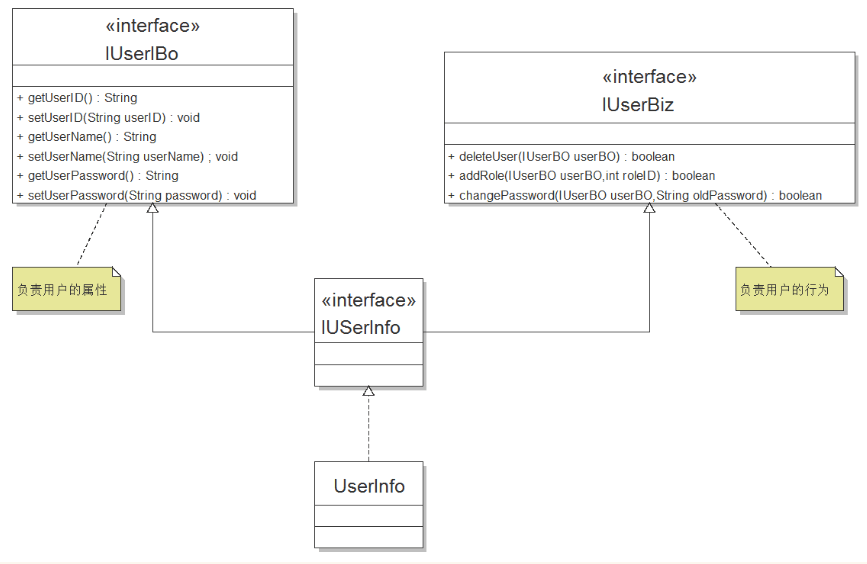 «interface»
IUserIBo
+ getUserID() : String
+ setUserID(String userID) : void
+ getUserName() : String
+ setUserName(String userName) ; void
+ getUserPassword() : String
+ setUserPassword(String password) : void
«interface»
IUserBiz
+ deleteUser(IUserBO userBO) : boolean
+ addRole(IUserBO userBO,int roleID) : boolean
+ changePassword(IUserBO userBO,String oldPassword) : boolean
负责用户的属性
负责用户的行为
«interface»
IUSerInfo
UserInfo